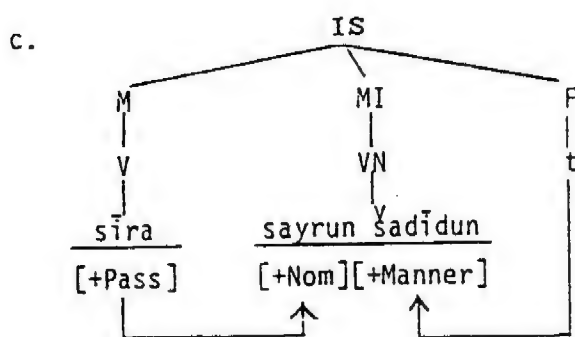 c. IS
M MI F
V VN t
sīra sayrun šadīdun
[+Pass] [+Nom][+Manner]